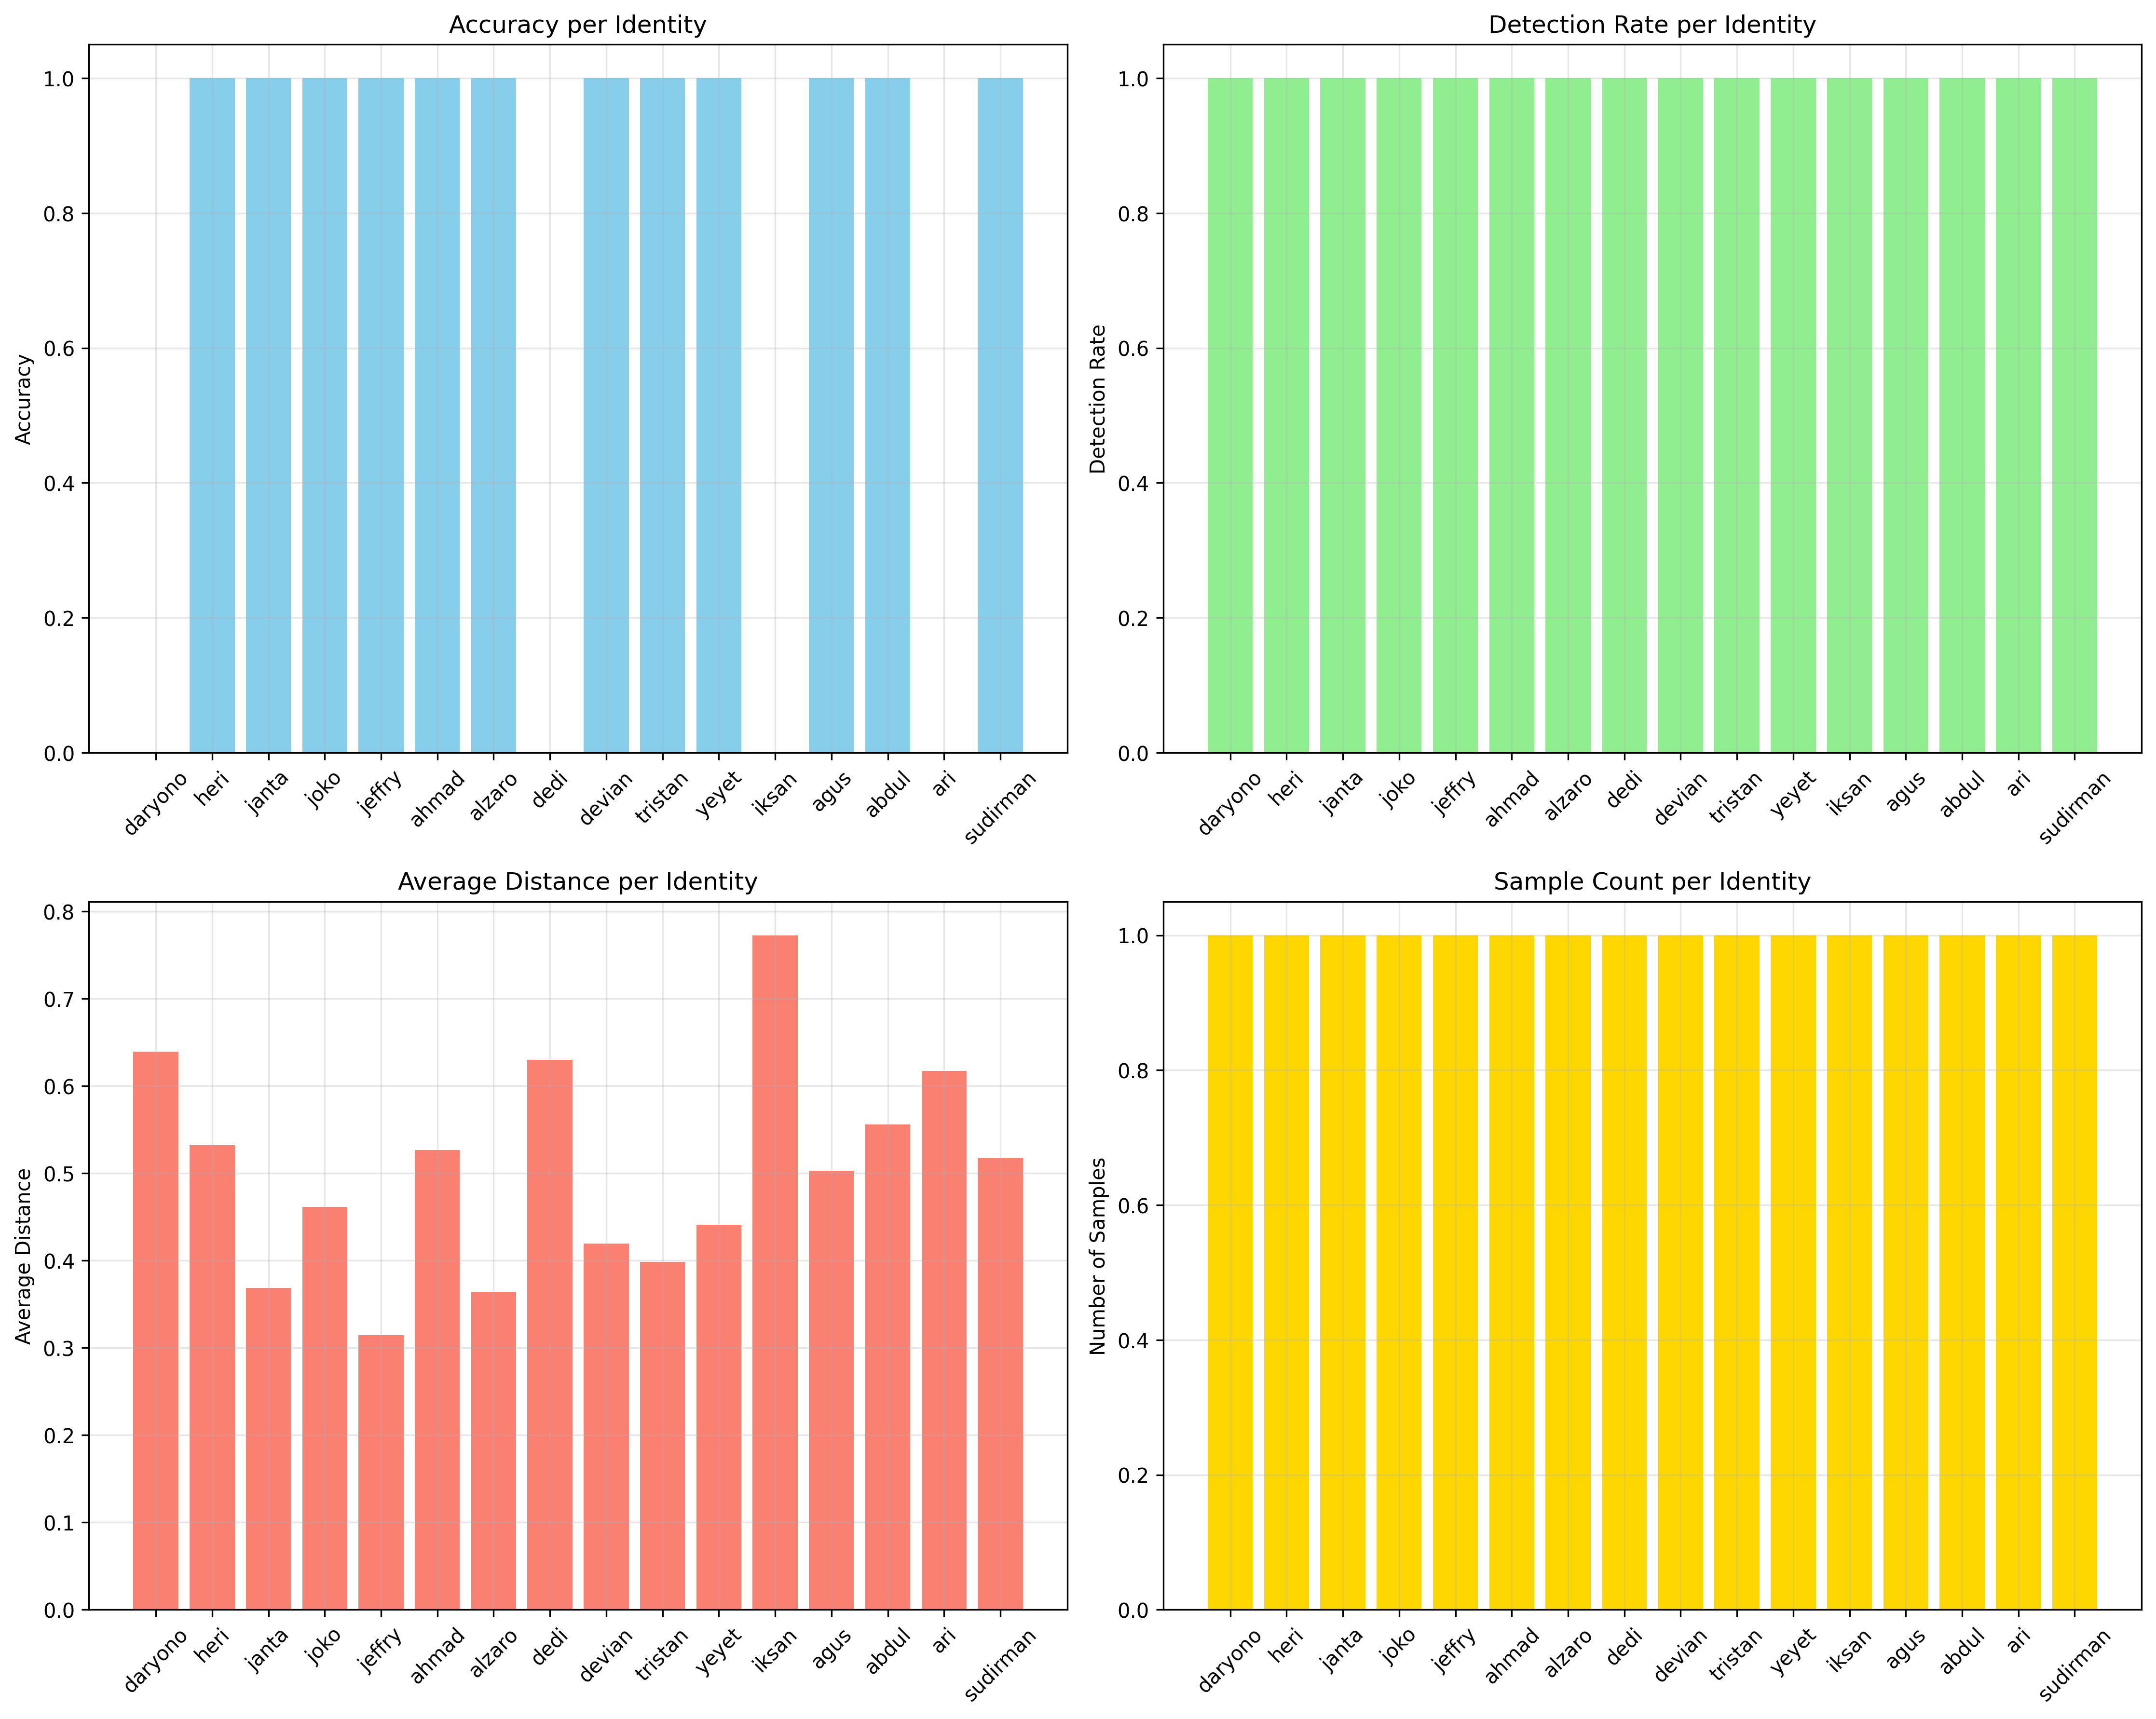 Accuracy per Identity
Accuracy
1.0
0.8
0.6
0.4
0.2
0.0
daryono
heri
janta
joko
jeffry
ahmad
alzaro
dedi
devian
tristan
yeyet
iksan
agus
abdul
ari
sudirman
Detection Rate per Identity
Detection Rate
1.0
0.8
0.6
0.4
0.2
0.0
daryono
heri
janta
joko
jeffry
ahmad
alzaro
dedi
devian
tristan
yeyet
iksan
agus
abdul
ari
sudirman
Average Distance per Identity
Average Distance
0.8
0.7
0.6
0.5
0.4
0.3
0.2
0.1
0.0
daryono
heri
janta
joko
jeffry
ahmad
alzaro
dedi
devian
tristan
yeyet
iksan
agus
abdul
ari
sudirman
Sample Count per Identity
Number of Samples
1.0
0.8
0.6
0.4
0.2
0.0
daryono
heri
janta
joko
jeffry
ahmad
alzaro
dedi
devian
tristan
yeyet
iksan
agus
abdul
ari
sudirman